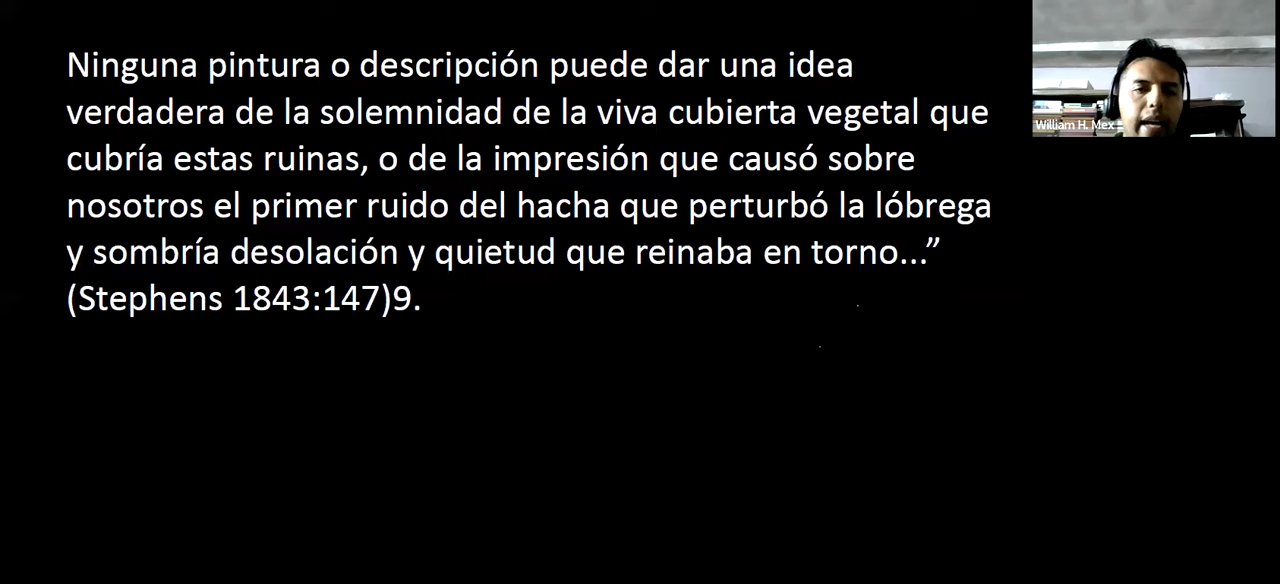 Ninguna pintura o descripción puede dar una idea
verdadera de la solemnidad de la viva cubierta vegetal que
cubría estas ruinas, o de la impresión que causó sobre
nosotros el primer ruido del hacha que perturbó la lóbrega
y sombría desolación y quietud que reinaba en torno...”
(Stephens 1843:147)9.
William H. Mex